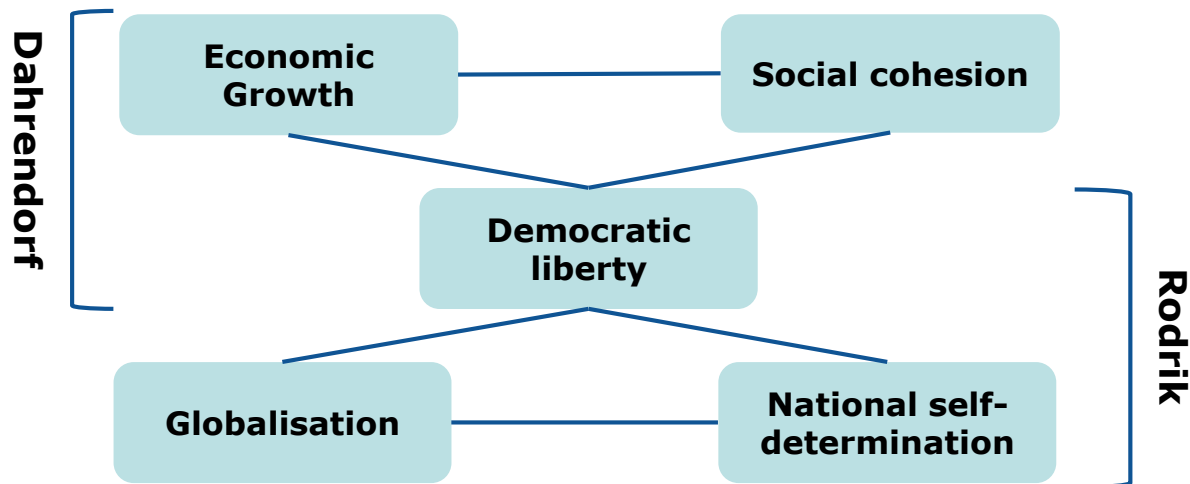 Dahrendorf
Economic
Growth
Social cohesion
Democratic
liberty
Rodrik
Globalisation
National self-
determination